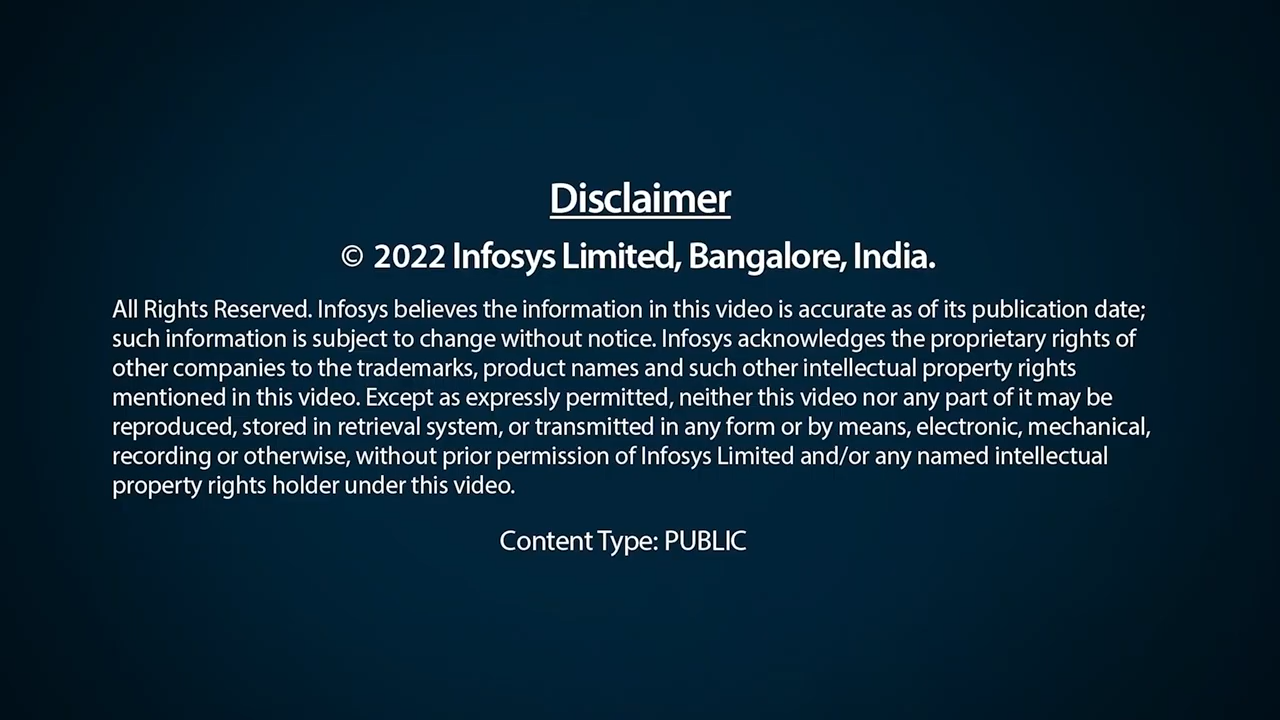 Disclaimer
© 2022 Infosys Limited, Bangalore, India.
All Rights Reserved. Infosys believes the information in this video is accurate as of its publication date;
such information is subject to change without notice. Infosys acknowledges the proprietary rights of
other companies to the trademarks, product names and such other intellectual property rights
mentioned in this video. Except as expressly permitted, neither this video nor any part of it may be
reproduced, stored in retrieval system, or transmitted in any form or by means, electronic, mechanical,
recording or otherwise, without prior permission of Infosys Limited and/or any named intellectual
property rights holder under this video.
Content Type: PUBLIC